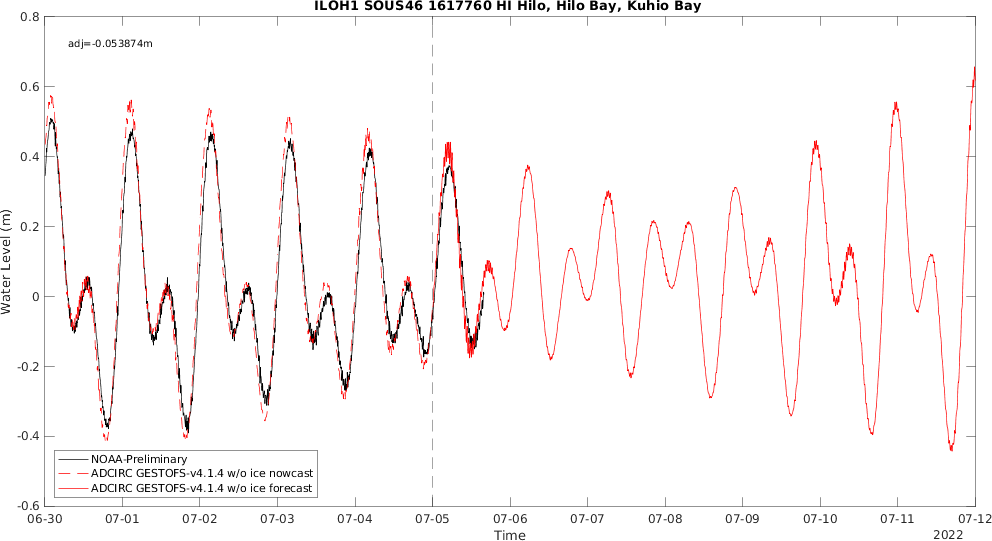 ILOH1 SOUS46 1617760 HI Hilo, Hilo Bay, Kuhio Bay
adj=-0.053874m
Water Level (m)
0.8
0.6
0.4
0.2
0
-0.2
-0.4
-0.6
NOAA-Preliminary
ADCIRC GESTOFS-v4.1.4 w/o ice nowcast
ADCIRC GESTOFS-v4.1.4 w/o ice forecast
06-30 07-01 07-02 07-03 07-04 07-05 07-06 07-07 07-08 07-09 07-10 07-11 07-12
Time
2022